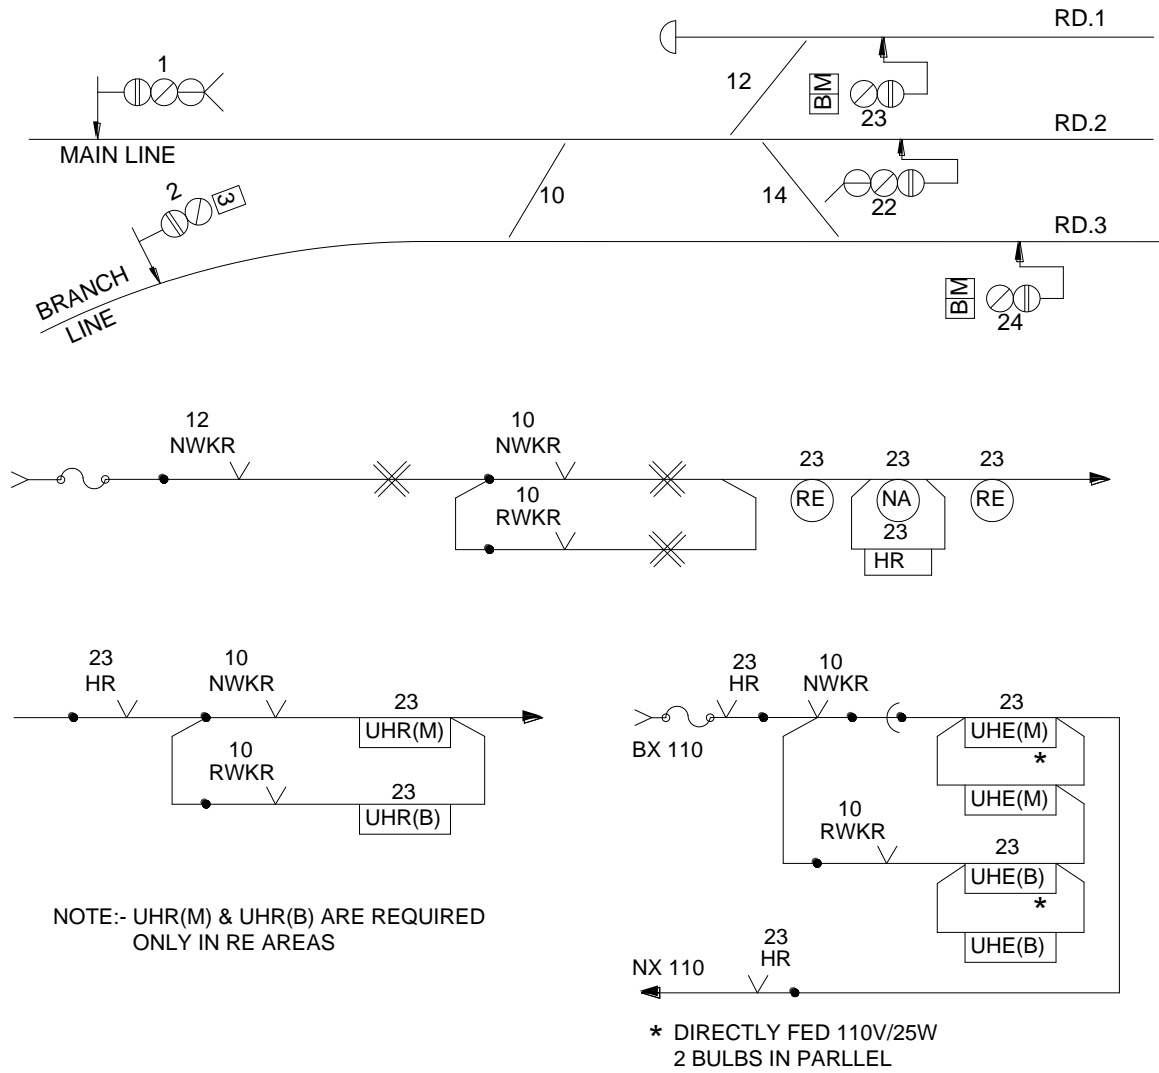 RD.1
1
12
BM
23
RD.2
MAIN LINE
2
3
10
14
22
RD.3
BRANCH
LINE
BM
24
12
NWKR
10
NWKR
23
23
23
10
RWKR
RE
NA
RE
23
HR
23
HR
10
NWKR
23
UHR(M)
10
RWKR
23
UHR(B)
23
HR
10
NWKR
23
UHE(M)
BX 110
*
UHE(M)
10
RWKR
23
UHE(B)
*
UHE(B)
NOTE:- UHR(M) & UHR(B) ARE REQUIRED
ONLY IN RE AREAS
23
HR
NX 110
* DIRECTLY FED 110V/25W
2 BULBS IN PARLLEL